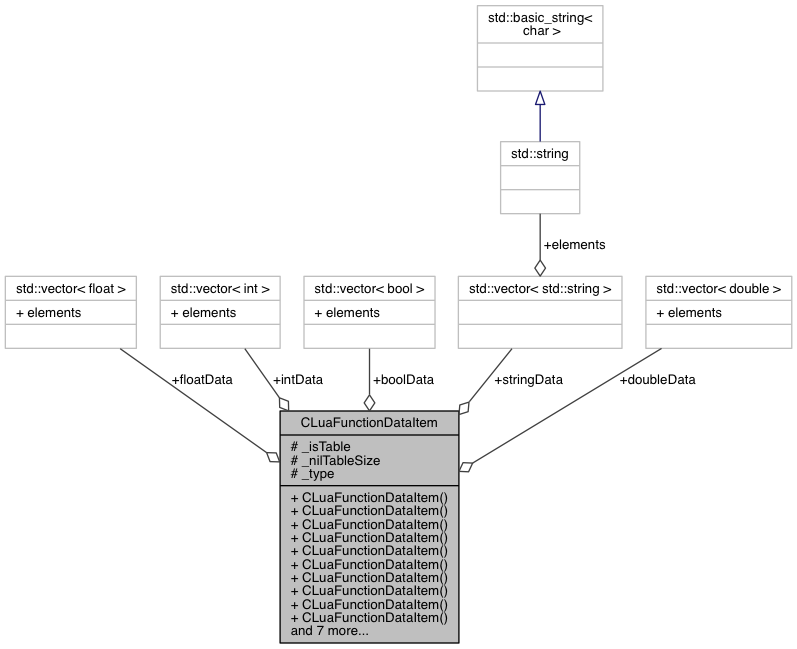 std::basic_string<
char >
std::string
+elements
std::vector< float >
+ elements
std::vector< int >
+ elements
std::vector< bool >
+ elements
std::vector< std::string >
std::vector< double >
+ elements
+floatData
+intData
+boolData
+stringData
+doubleData
CLuaFunctionDataItem
# _isTable
# _nilTableSize
# _type
+ CLuaFunctionDataItem()
+ CLuaFunctionDataItem()
+ CLuaFunctionDataItem()
+ CLuaFunctionDataItem()
+ CLuaFunctionDataItem()
+ CLuaFunctionDataItem()
+ CLuaFunctionDataItem()
+ CLuaFunctionDataItem()
+ CLuaFunctionDataItem()
+ CLuaFunctionDataItem()
and 7 more...